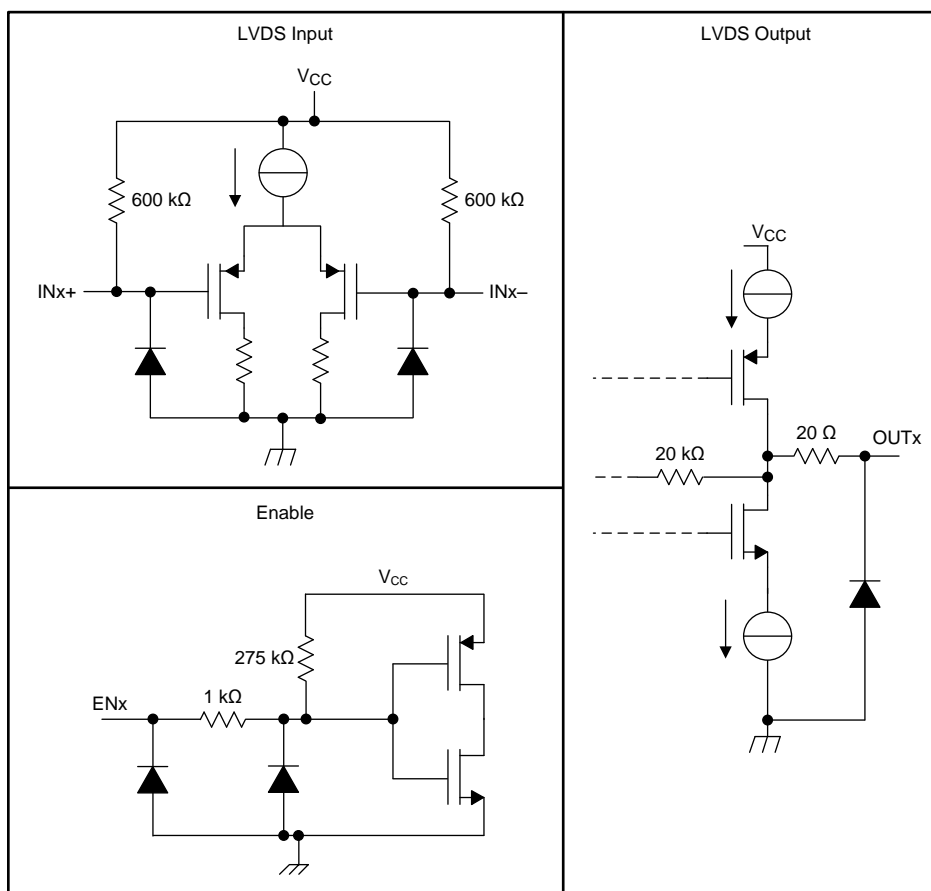 LVDS Input
VCC
600 kΩ
600 kΩ
INx+
INx–
Enable
VCC
275 kΩ
1 kΩ
ENx
LVDS Output
VCC
20 Ω
OUTx
20 kΩ